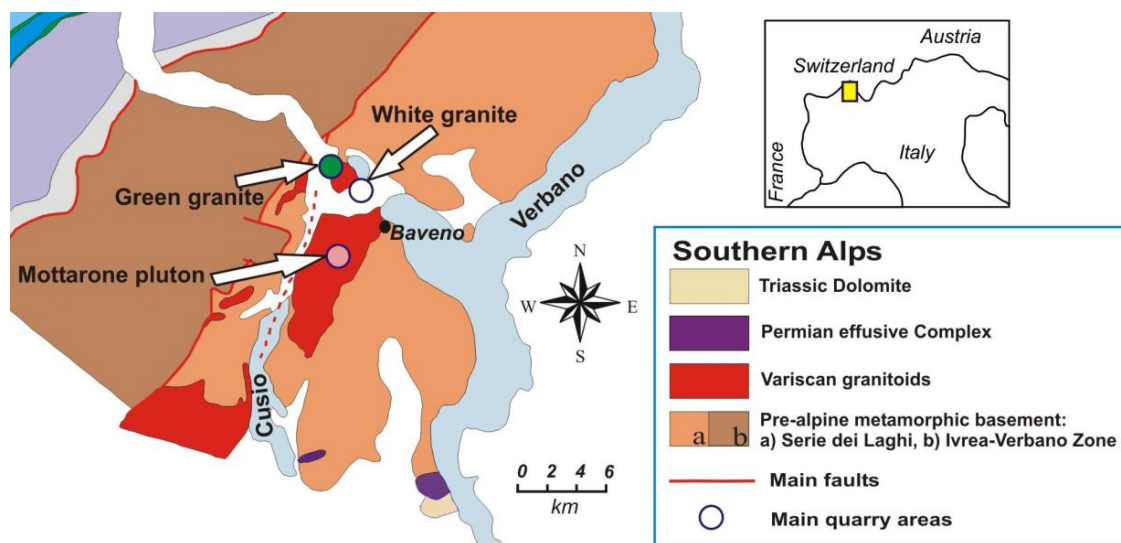 White granite
Green granite
Mottarone pluton
Baveno
Verbano
Cusio
N
W
E
S
0 2 4 6
km
Austria
Switzerland
Italy
France
Southern Alps
Triassic Dolomite
Permian effusive Complex
Variscan granitoids
a b
Pre-alpine metamorphic basement:
a) Serie dei Laghi, b) Ivrea-Verbano Zone
Main faults
Main quarry areas